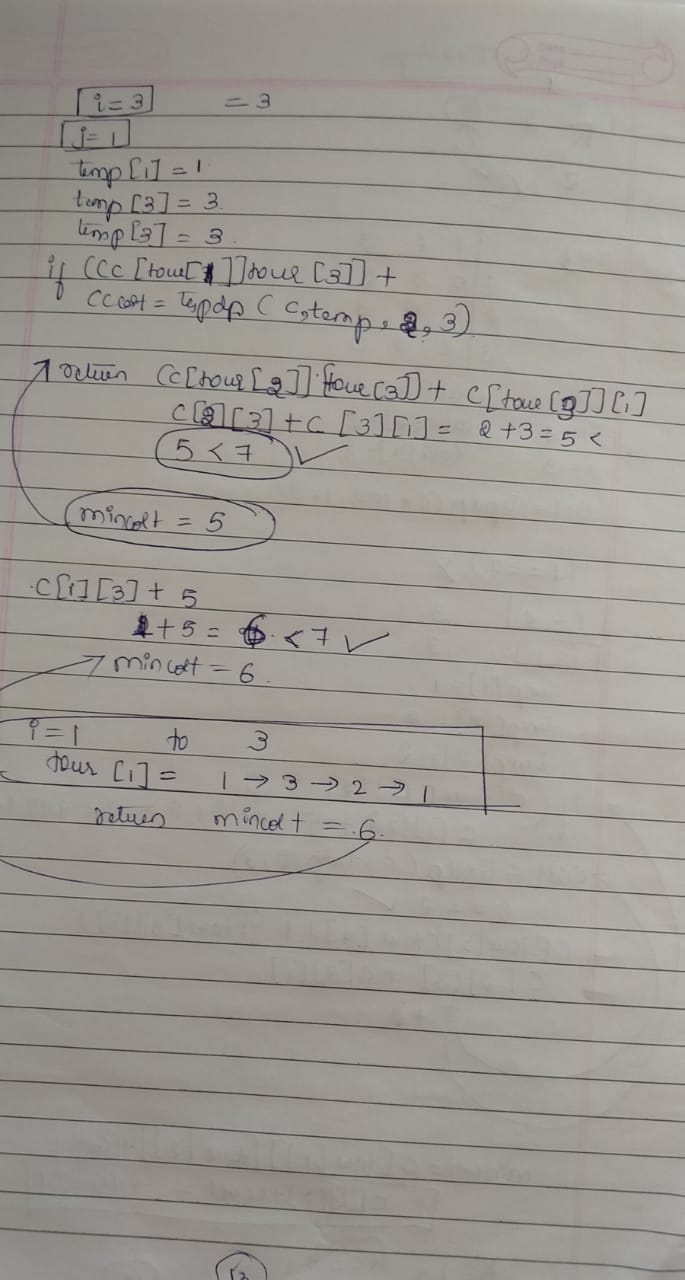 i = 3 = 3
j = 1
temp [1] = 1
temp [3] = 3
temp [3] = 3
if (Cc [tour[1]]tour [3]] +
(Ccost = tspdp ( c, temp, 2, 3)
return (C[tour [2]] [tour[3]] + C[tour [3]] [1]
C[2][3] + C [3][1] = 2 + 3 = 5 <
5 < 7 ✓
mincost = 5
C[1][3] + 5
1 + 5 = 6 < 7 ✓
mincost = 6
i = 1 to 3
tour [i] = 1 → 3 → 2 → 1
return mincost = 6